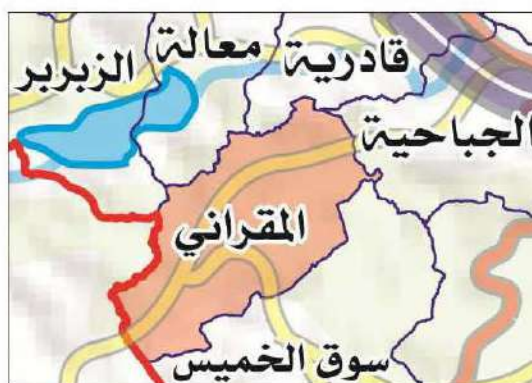 قادرية
معالة
الزبربر
الجباحية
المقراني
سوق الخميس